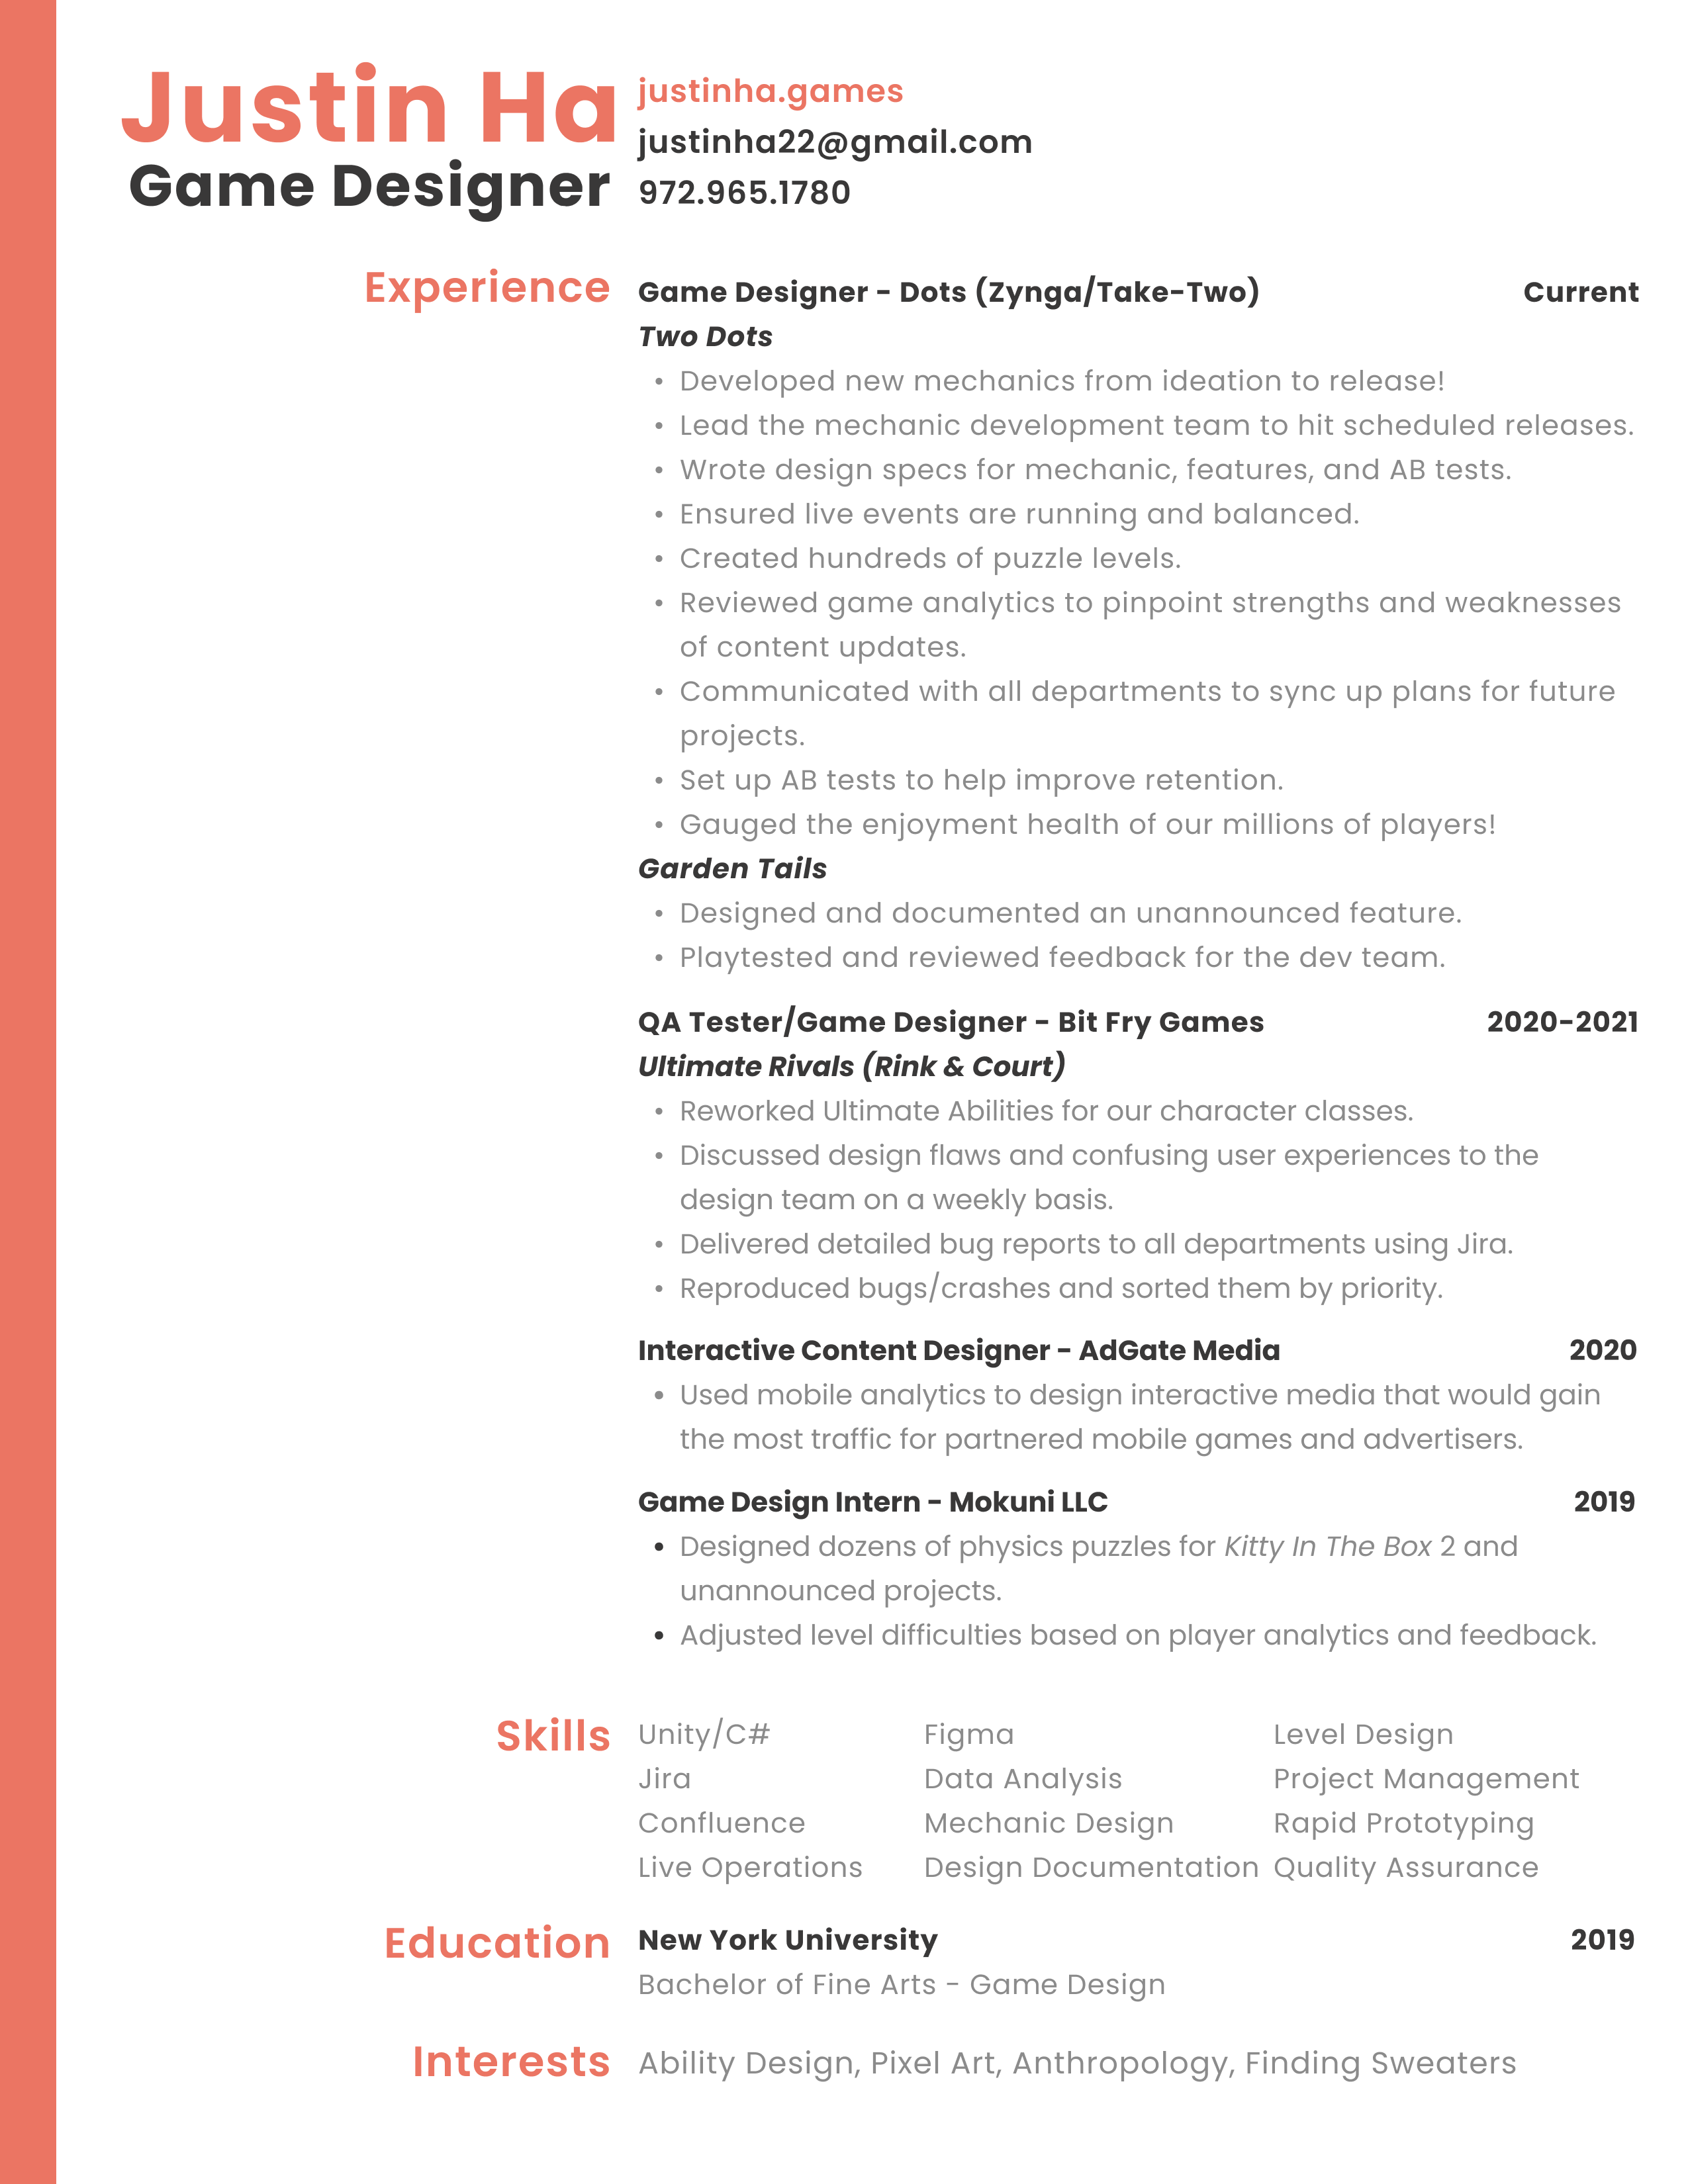 Justin Ha
Game Designer
justinha.games
justinha22@gmail.com
972.965.1780
Experience
Game Designer - Dots (Zynga/Take-Two) Current
Two Dots
• Developed new mechanics from ideation to release!
• Lead the mechanic development team to hit scheduled releases.
• Wrote design specs for mechanic, features, and AB tests.
• Ensured live events are running and balanced.
• Created hundreds of puzzle levels.
• Reviewed game analytics to pinpoint strengths and weaknesses
of content updates.
• Communicated with all departments to sync up plans for future
projects.
• Set up AB tests to help improve retention.
• Gauged the enjoyment health of our millions of players!
Garden Tails
• Designed and documented an unannounced feature.
• Playtested and reviewed feedback for the dev team.
QA Tester/Game Designer - Bit Fry Games 2020-2021
Ultimate Rivals (Rink & Court)
• Reworked Ultimate Abilities for our character classes.
• Discussed design flaws and confusing user experiences to the
design team on a weekly basis.
• Delivered detailed bug reports to all departments using Jira.
• Reproduced bugs/crashes and sorted them by priority.
Interactive Content Designer - AdGate Media 2020
• Used mobile analytics to design interactive media that would gain
the most traffic for partnered mobile games and advertisers.
Game Design Intern - Mokuni LLC 2019
• Designed dozens of physics puzzles for Kitty In The Box 2 and
unannounced projects.
• Adjusted level difficulties based on player analytics and feedback.
Skills
Unity/C# Figma Level Design
Jira Data Analysis Project Management
Confluence Mechanic Design Rapid Prototyping
Live Operations Design Documentation Quality Assurance
Education
New York University 2019
Bachelor of Fine Arts - Game Design
Interests
Ability Design, Pixel Art, Anthropology, Finding Sweaters